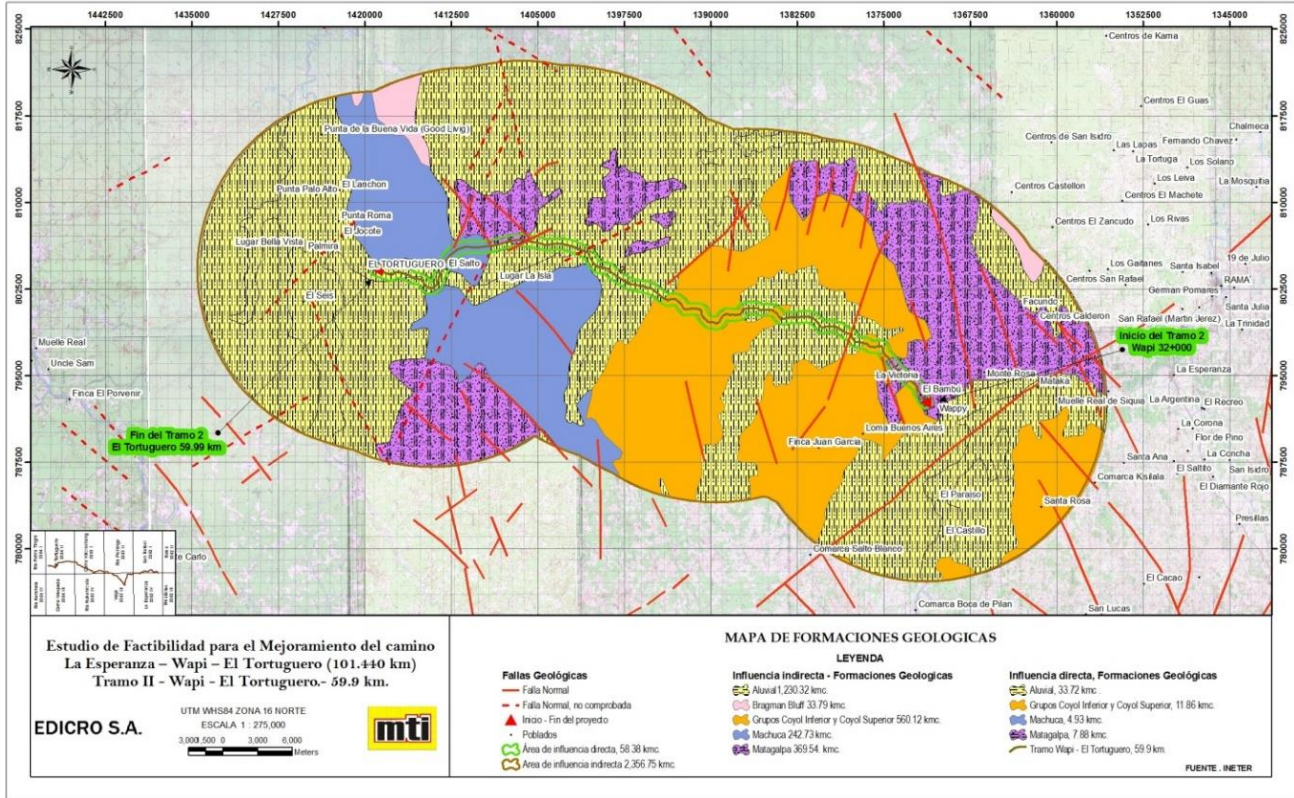 1442500 1435000 1427500 1420000 1412500 1405000 1397500 1390000 1382500 1375000 1367500 1360000 1352500 1345000
825000
825000
Centros de Kama
817500
817500
Centros El Guas
Punta de la Buena Vida (Good Livig)
Chalmeca
Centros de San Isidro
Fernando Chavez
Las Lapas
La Tortuga
Los Solano
El Lanchon
Punta Palo Alto
Los Leiva
La Mosquitia
Centros Castellon
Centros El Machete
810000
810000
Punta Roma
El Jocote
Centros El Zancudo
Los Rivas
Lugar Bella Vista
Palmira
19 de Julio
EL TORTUGUERO
El Salto
Los Gaitanes
Santa Isabel
Lugar La Isla
Centros San Rafael
RAMA
802500
802500
El Seis
German Pomares
Facundo
Santa Julia
Centros Calderon
San Rafael (Martin Jerez)
La Trinidad
Muelle Real
Inicio del Tramo 2
Wapi 32+000
Uncle Sam
795000
795000
La Victoria
Monte Rosa
La Esperanza
El Bambú
Mataka
Finca El Porvenir
Wappy
Muelle Real de Siquia
La Argentina
El Recreo
Loma Buenos Aires
La Corona
Fin del Tramo 2
El Tortuguero 59.99 km
Finca Juan Garcia
Flor de Pino
La Concha
787500
787500
Santa Ana
El Saltito
San Isidro
Comarca Kisilala
El Diamante Rojo
El Paraiso
Santa Rosa
El Castillo
Presillas
780000
780000
e Carlo
Comarca Salto Blanco
El Cacao
Comarca Boca de Pilan
San Lucas
Estudio de Factibilidad para el Mejoramiento del camino
La Esperanza – Wapi – El Tortuguero (101.440 km)
Tramo II - Wapi - El Tortuguero.- 59.9 km.
UTM WHS84 ZONA 16 NORTE
ESCALA 1 : 275,000
EDICRO S.A.
3,000 1,500 0 3,000 6,000
Meters
mti
MAPA DE FORMACIONES GEOLOGICAS
LEYENDA
Fallas Geológicas
Falla Normal
Falla Normal, no comprobada
Inicio - Fin del proyecto
Poblados
Área de influencia directa, 58.38 kmc.
Area de influencia indirecta 2,356.75 kmc.
Influencia indirecta - Formaciones Geologicas
Aluvial 1,230.32 kmc.
Bragman Bluff 33.79 kmc.
Grupos Coyol Inferior y Coyol Superior 560.12 kmc.
Machuca 242.73 kmc.
Matagalpa 369.54 kmc.
Influencia directa, Formaciones Geológicas
Aluvial, 33.72 kmc.
Grupos Coyol Inferior y Coyol Superior, 11.86 kmc.
Machuca, 4.93 kmc.
Matagalpa, 7.88 kmc.
Tramo Wapi - El Tortuguero, 59.9 km.
FUENTE . INETER